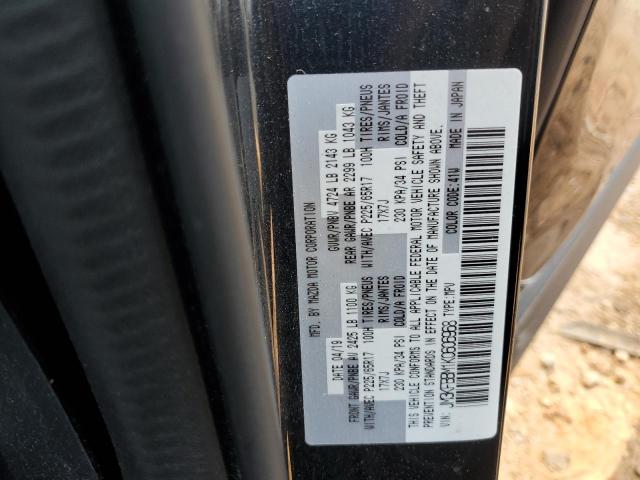 MFD. BY MAZDA MOTOR CORPORATION
DATE 04/19 GVWR/PNBV 4724 LB 2143 KG
FRONT GAWR/PNBE AV 2425 LB 1100 KG REAR GAWR/PNBE AR 2299 LB 1043 KG
WITH/AVEC P225/65R17 100H TIRES/PNEUS WITH/AVEC P225/65R17 100H TIRES/PNEUS
17X7J RIMS/JANTES 17X7J RIMS/JANTES
230 KPA/34 PSI COLD/A FROID 230 KPA/34 PSI COLD/A FROID
THIS VEHICLE CONFORMS TO ALL APPLICABLE FEDERAL MOTOR VEHICLE SAFETY AND THEFT
PREVENTION STANDARDS IN EFFECT ON THE DATE OF MANUFACTURE SHOWN ABOVE.
COLOR CODE:41W MADE IN JAPAN
VIN: JM3KFBBM1K0606968 TYPE:MPV